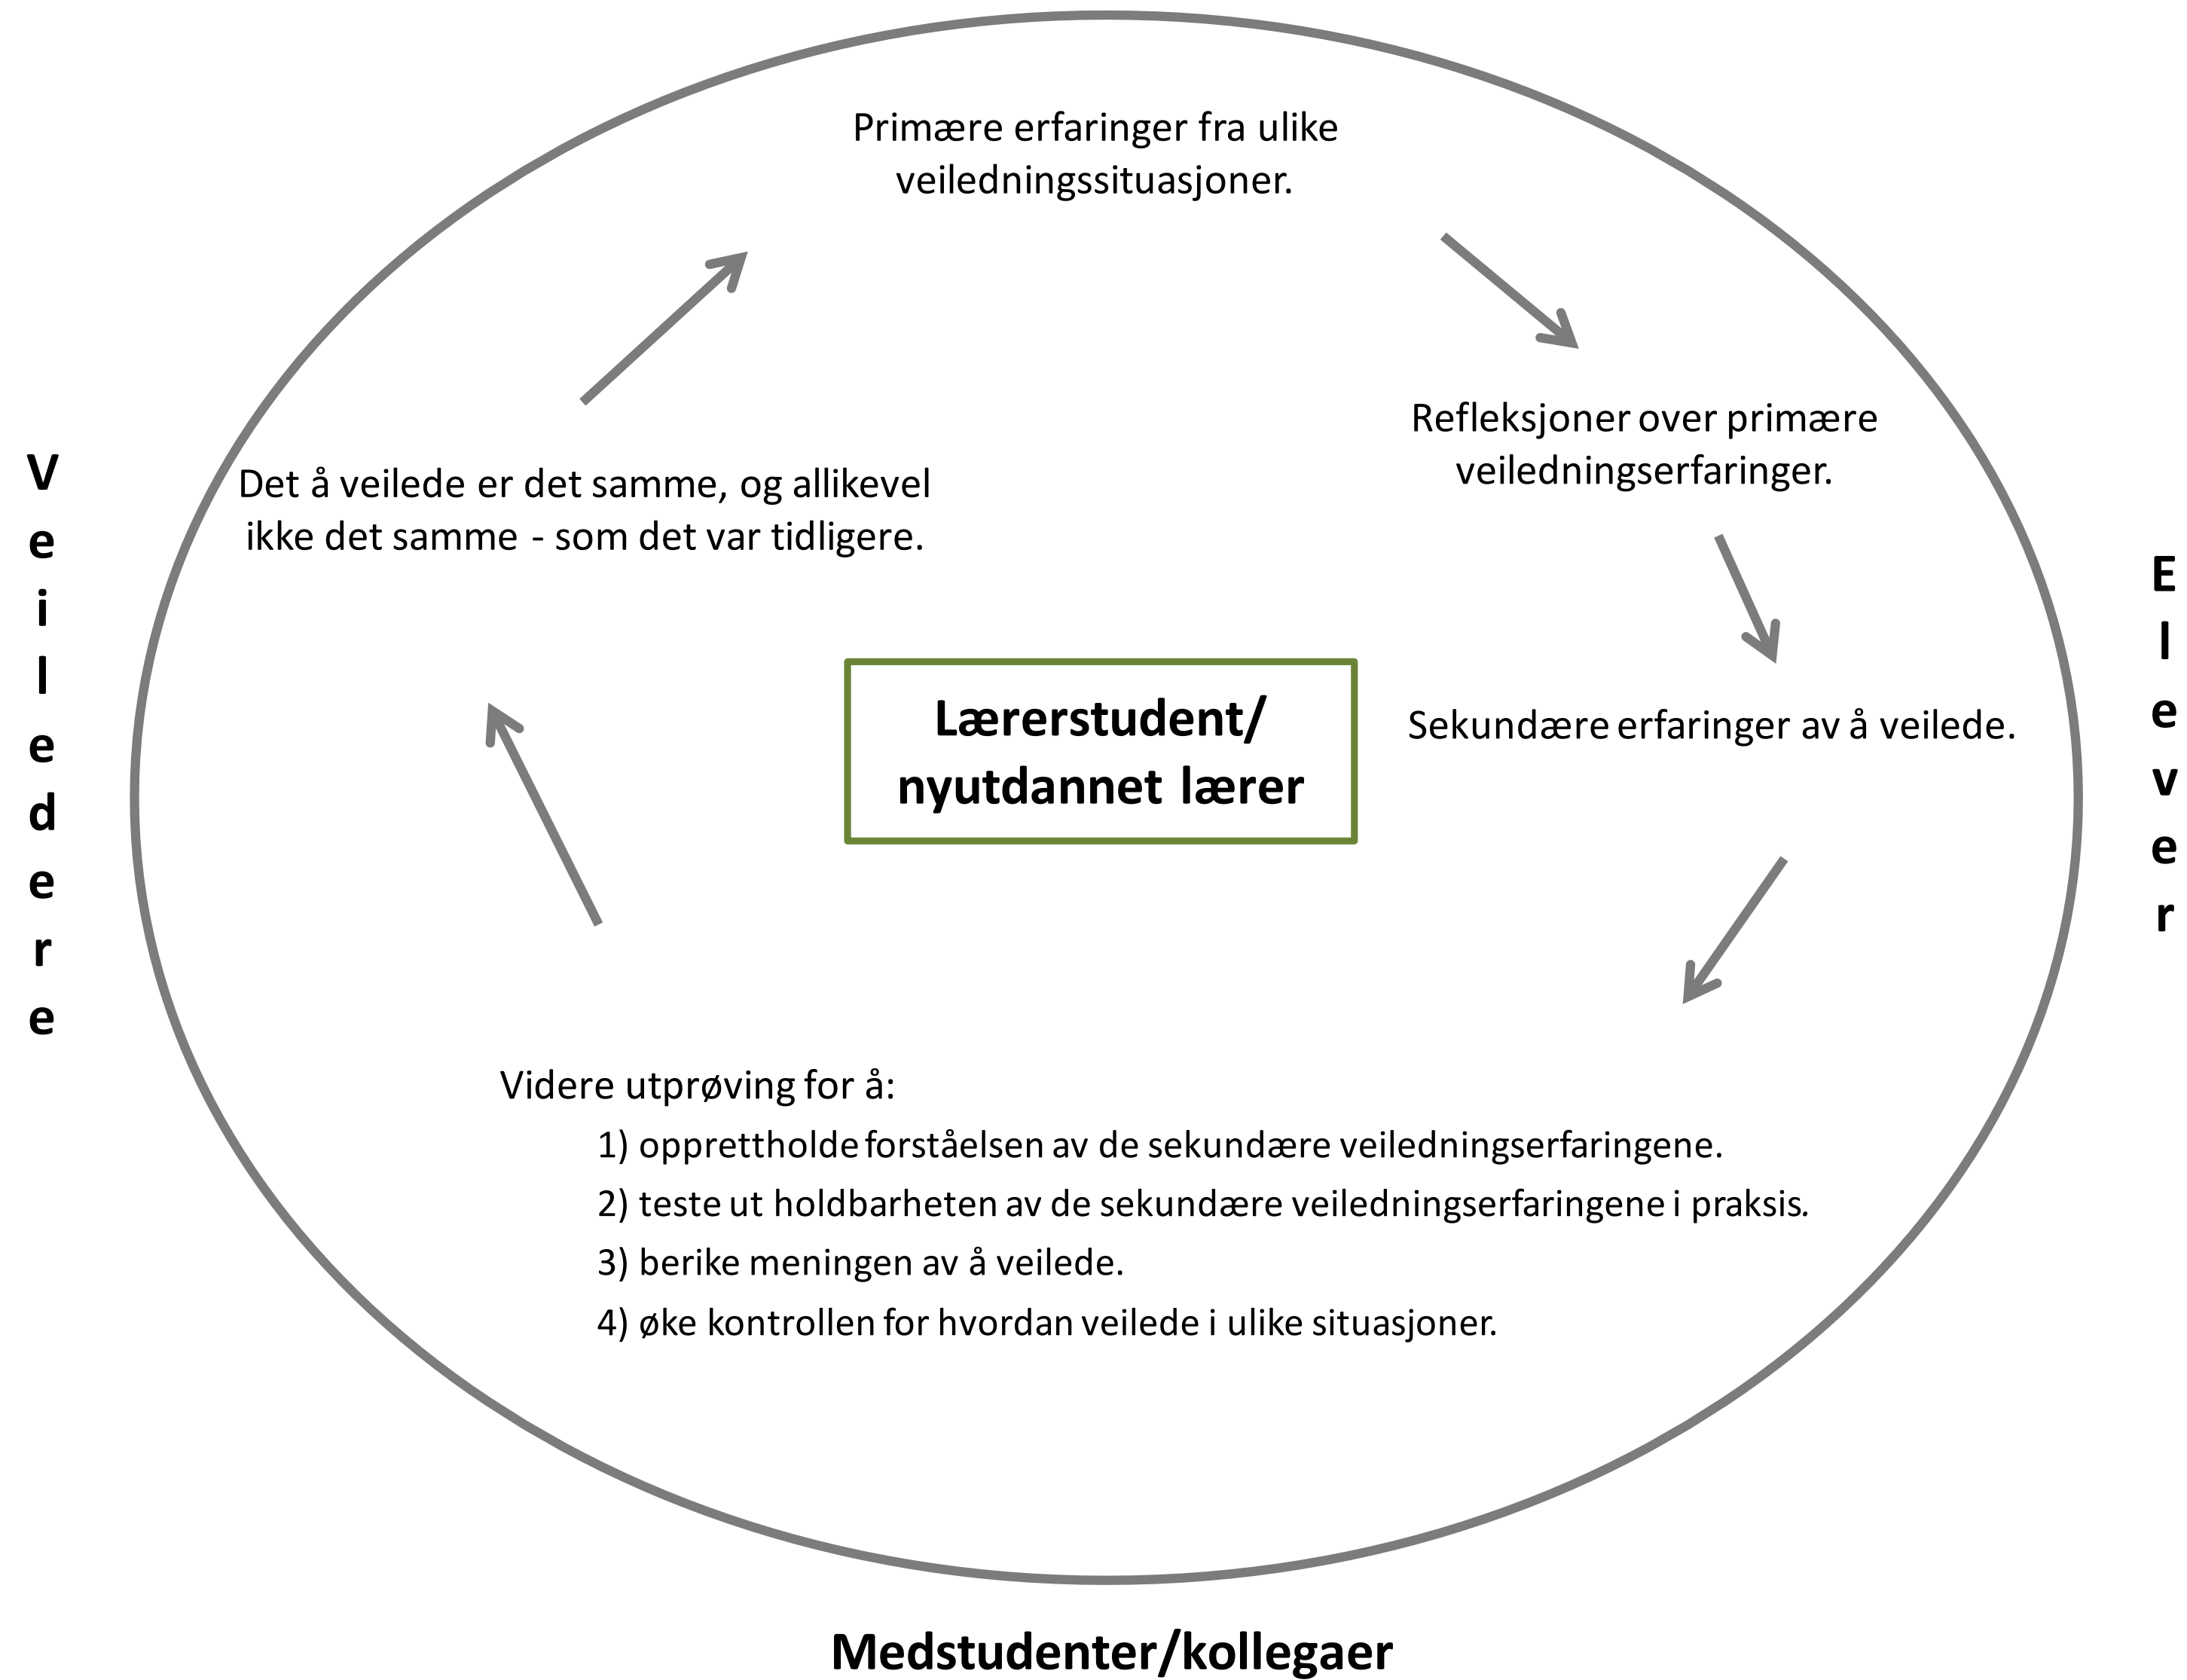 Primære erfaringer fra ulike
veiledningssituasjoner.
Refleksjoner over primære
veiledningserfaringer.
Det å veilede er det samme, og allikevel
ikke det samme - som det var tidligere.
Veiledere
Elever
Lærerstudent/
nyutdannet lærer
Sekundære erfaringer av å veilede.
Videre utprøving for å:
1) opprettholde forståelsen av de sekundære veiledningserfaringene.
2) teste ut holdbarheten av de sekundære veiledningserfaringene i praksis.
3) berike meningen av å veilede.
4) øke kontrollen for hvordan veilede i ulike situasjoner.
Medstudenter/kollegaer